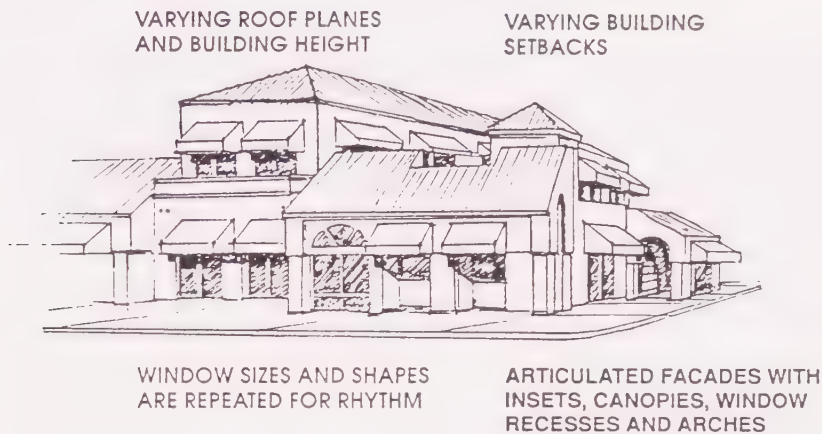 VARYING ROOF PLANES
AND BUILDING HEIGHT
VARYING BUILDING
SETBACKS
WINDOW SIZES AND SHAPES
ARE REPEATED FOR RHYTHM
ARTICULATED FACADES WITH
INSETS, CANOPIES, WINDOW
RECESSES AND ARCHES